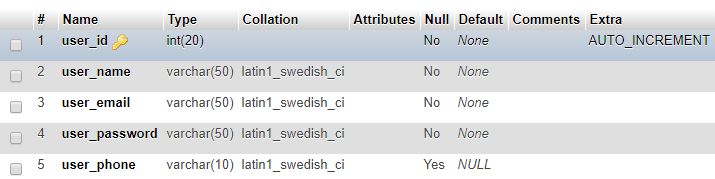 # Name Type Collation Attributes Null Default Comments Extra
1 user_id int(20) No None AUTO_INCREMENT
2 user_name varchar(50) latin1_swedish_ci No None
3 user_email varchar(50) latin1_swedish_ci No None
4 user_password varchar(50) latin1_swedish_ci No None
5 user_phone varchar(10) latin1_swedish_ci Yes NULL